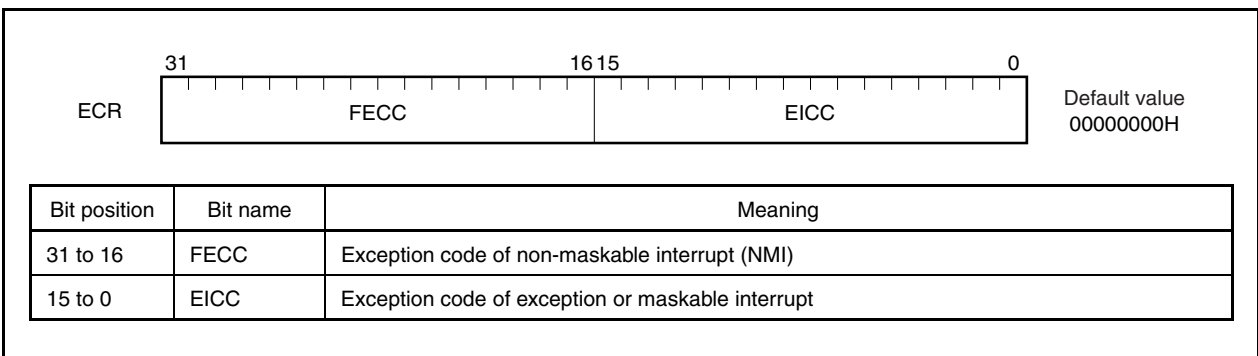 31 16 15 0
ECR FECC EICC Default value
00000000H
Bit position Bit name Meaning
31 to 16 FECC Exception code of non-maskable interrupt (NMI)
15 to 0 EICC Exception code of exception or maskable interrupt